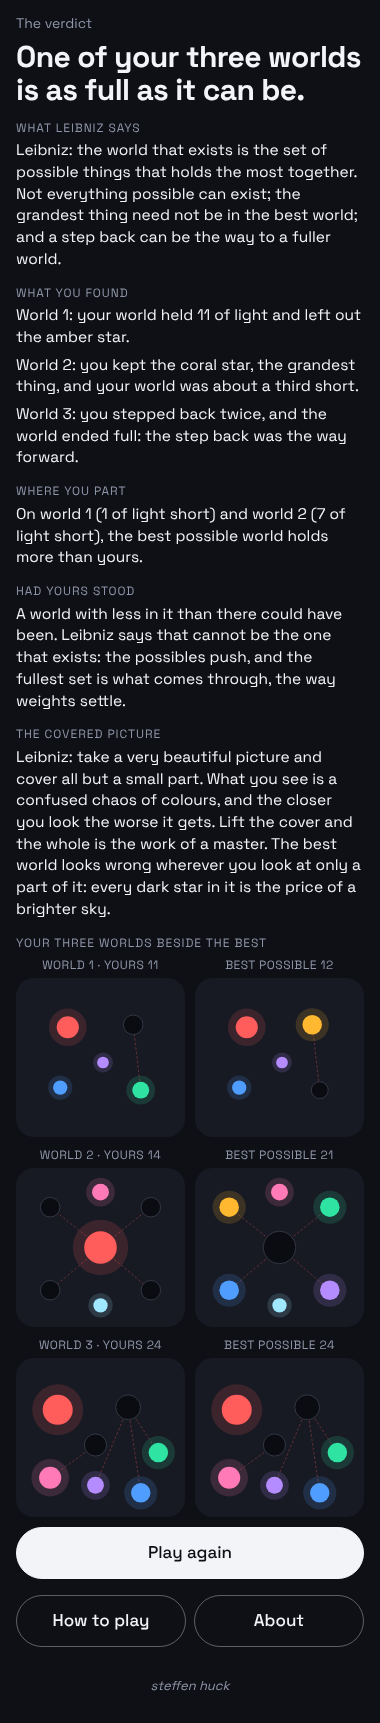 The verdict
One of your three worlds
is as full as it can be.
WHAT LEIBNIZ SAYS
Leibniz: the world that exists is the set of
possible things that holds the most together.
Not everything possible can exist; the
grandest thing need not be in the best world;
and a step back can be the way to a fuller
world.
WHAT YOU FOUND
World 1: your world held 11 of light and left out
the amber star.
World 2: you kept the coral star, the grandest
thing, and your world was about a third short.
World 3: you stepped back twice, and the
world ended full: the step back was the way
forward.
WHERE YOU PART
On world 1 (1 of light short) and world 2 (7 of
light short), the best possible world holds
more than yours.
HAD YOURS STOOD
A world with less in it than there could have
been. Leibniz says that cannot be the one
that exists: the possibles push, and the
fullest set is what comes through, the way
weights settle.
THE COVERED PICTURE
Leibniz: take a very beautiful picture and
cover all but a small part. What you see is a
confused chaos of colours, and the closer
you look the worse it gets. Lift the cover and
the whole is the work of a master. The best
world looks wrong wherever you look at only a
part of it: every dark star in it is the price of a
brighter sky.
YOUR THREE WORLDS BESIDE THE BEST
WORLD 1 · YOURS 11
BEST POSSIBLE 12
WORLD 2 · YOURS 14
BEST POSSIBLE 21
WORLD 3 · YOURS 24
BEST POSSIBLE 24
Play again
How to play
About
steffen huck